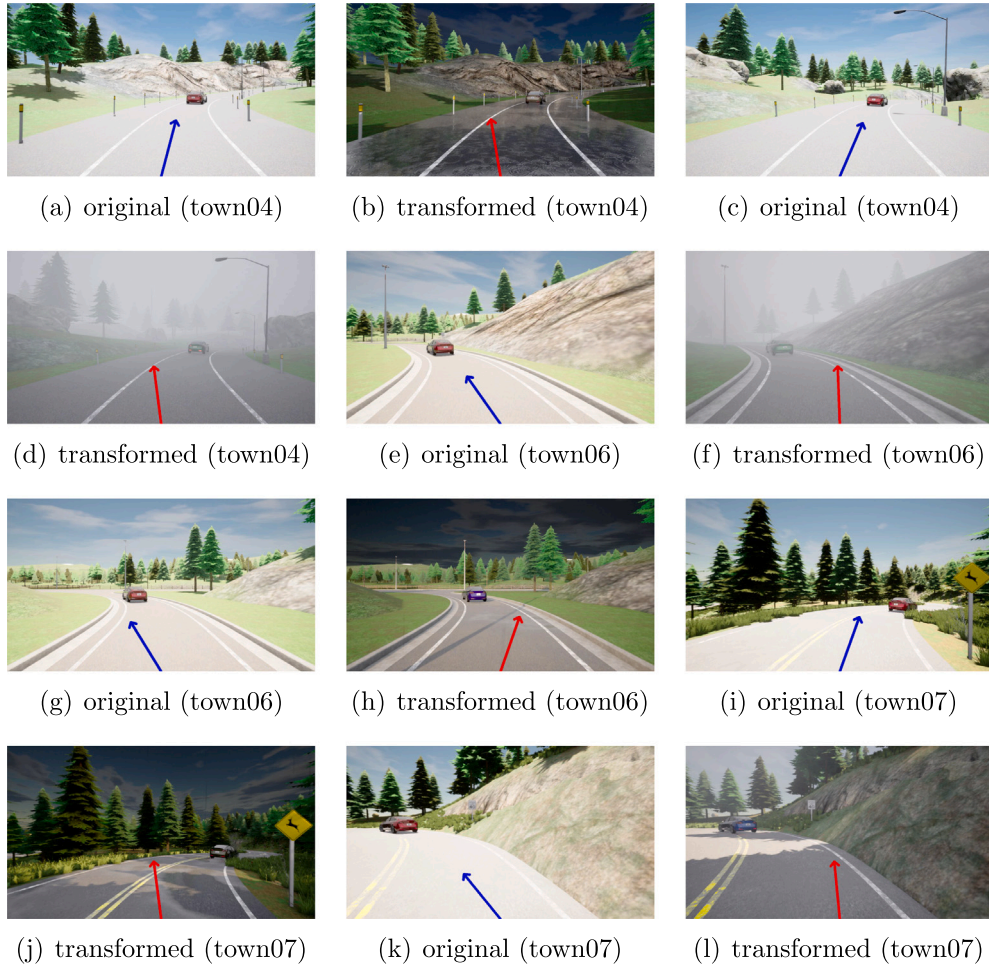 (a) original (town04)
(b) transformed (town04)
(c) original (town04)
(d) transformed (town04)
(e) original (town06)
(f) transformed (town06)
(g) original (town06)
(h) transformed (town06)
(i) original (town07)
(j) transformed (town07)
(k) original (town07)
(l) transformed (town07)